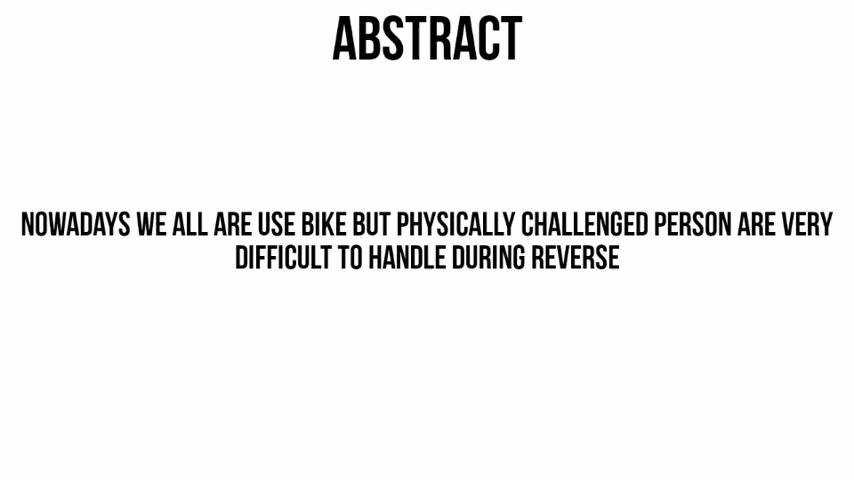 ABSTRACT
NOWADAYS WE ALL ARE USE BIKE BUT PHYSICALLY CHALLENGED PERSON ARE VERY
DIFFICULT TO HANDLE DURING REVERSE